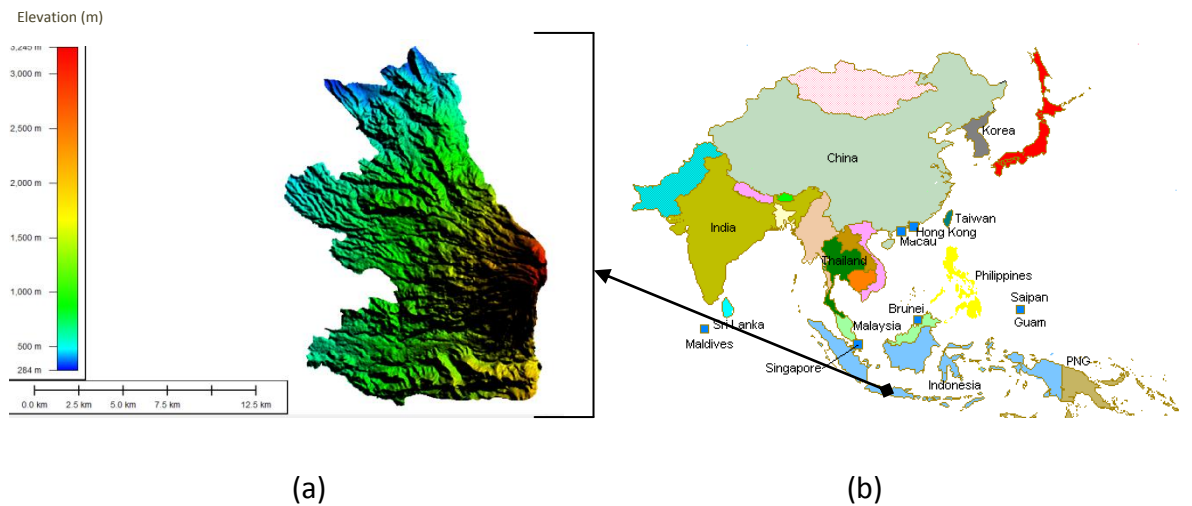 Elevation (m)
3,245 m
3,000 m
2,500 m
2,000 m
1,500 m
1,000 m
500 m
284 m
0.0 km 2.5 km 5.0 km 7.5 km 12.5 km
Korea
China
Taiwan
Hong Kong
Macau
India
Thailand
Philippines
Saipan
Guam
Brunei
Sri Lanka
Malaysia
Maldives
Singapore
PNG
Indonesia
(a) (b)